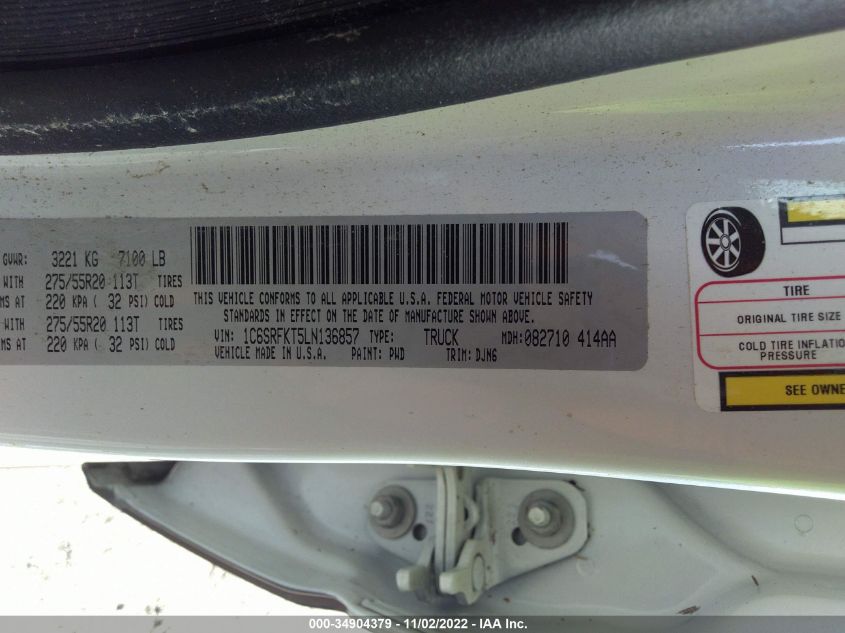 GVWR: 3221 KG 7100 LB
WITH 275/55R20 113T TIRES
MS AT 220 KPA ( 32 PSI) COLD
WITH 275/55R20 113T TIRES
MS AT 220 KPA ( 32 PSI) COLD
THIS VEHICLE CONFORMS TO ALL APPLICABLE U.S.A. FEDERAL MOTOR VEHICLE SAFETY
STANDARDS IN EFFECT ON THE DATE OF MANUFACTURE SHOWN ABOVE.
VIN: 1C6SRFKT5LN136857 TYPE: TRUCK MDH: 082710 414AA
VEHICLE MADE IN U.S.A. PAINT: PWD TRIM: DJN6
TIRE
ORIGINAL TIRE SIZE
COLD TIRE INFLATIO
PRESSURE
SEE OWNE
000-34904379 - 11/02/2022 - IAA Inc.